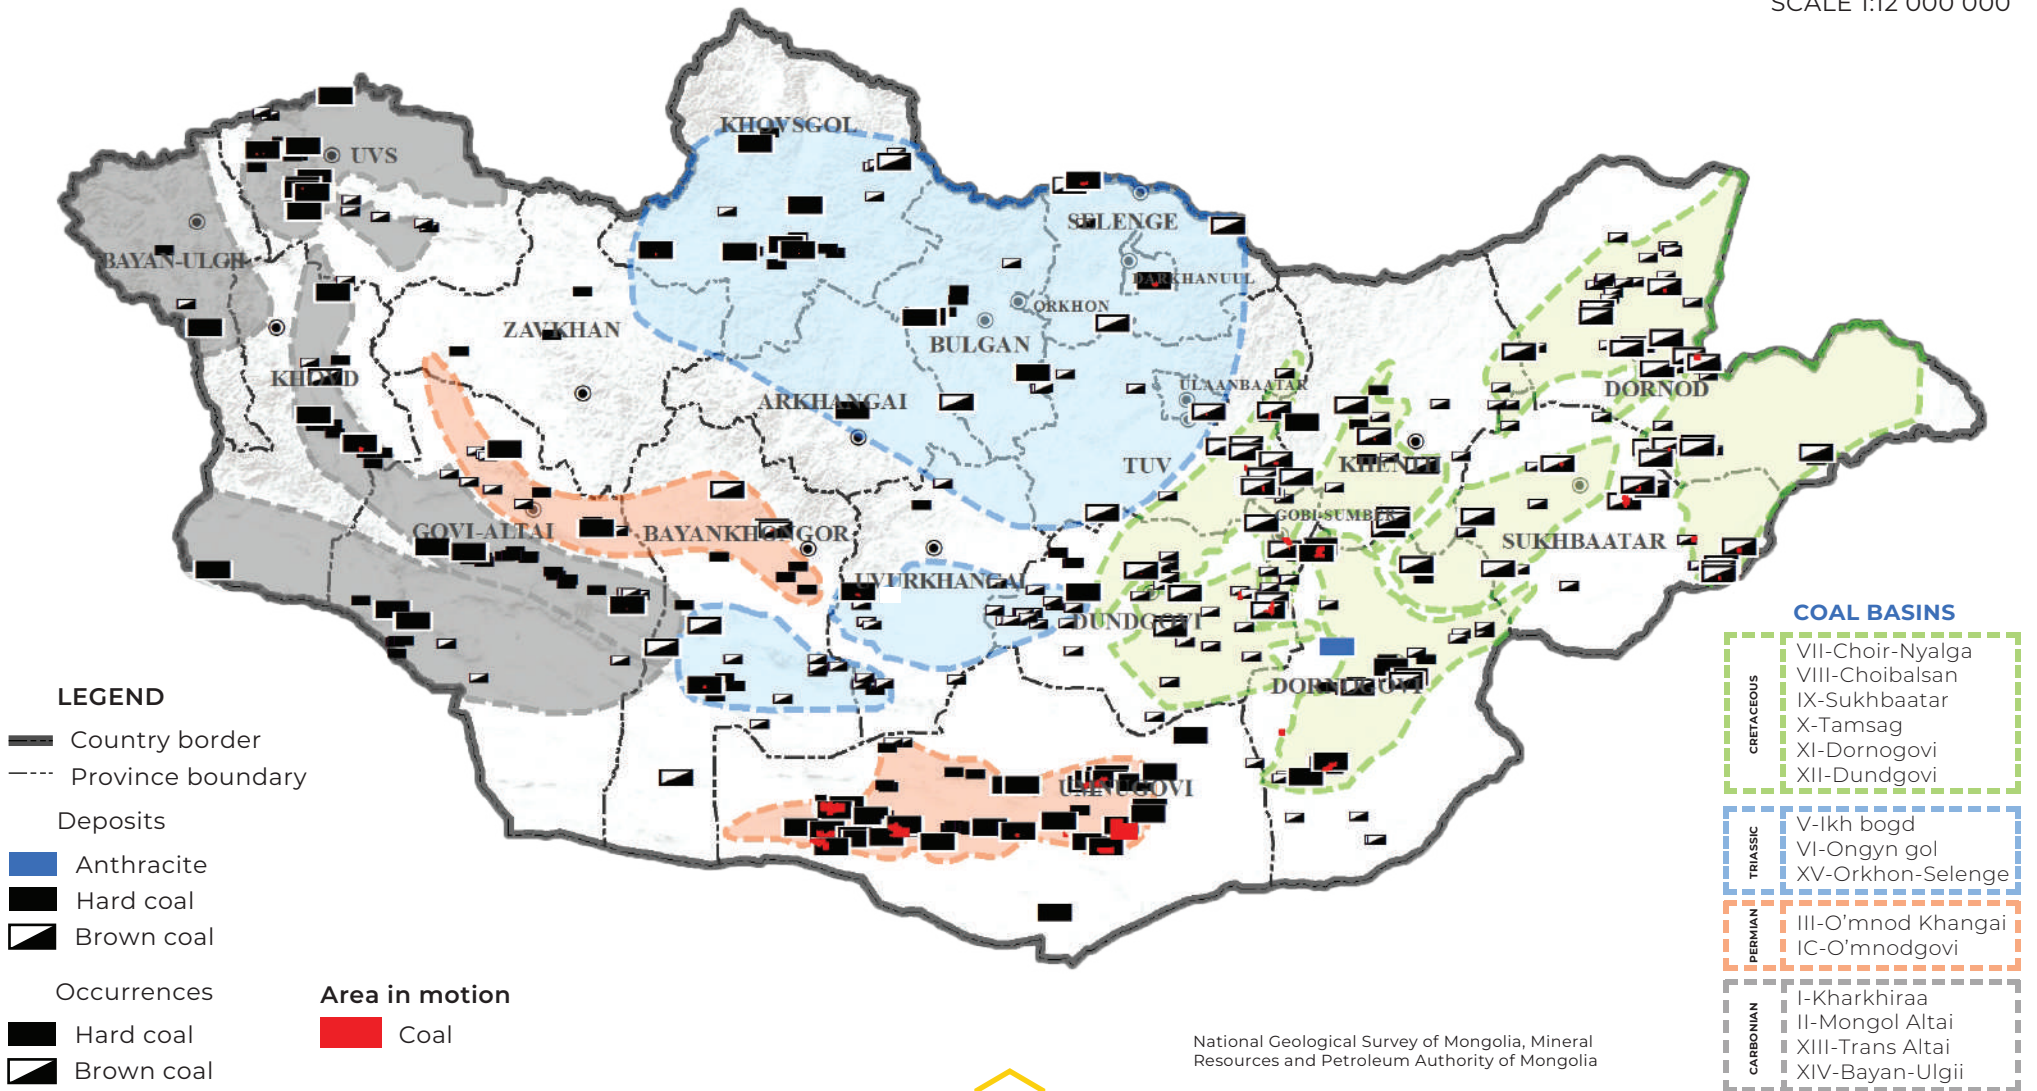 SCALE 1:12 000 000
KHOVSGOL
UVS
SELENGE
BAYAN-ULGII
DARKHANUUL
ORKHON
ZAVKHAN
BULGAN
KHOVD
ULAANBAATAR
DORNOD
ARKHANGAI
TUV
KHENTII
GOBI-SUMBER
GOVI-ALTAI
BAYANKHONGOR
SUKHBAATAR
UVURKHANGAI
DUNDGOVI
DORNOGOVI
UMNUGOVI
LEGEND
Country border
Province boundary
Deposits
Anthracite
Hard coal
Brown coal
Occurrences
Hard coal
Brown coal
Area in motion
Coal
National Geological Survey of Mongolia, Mineral
Resources and Petroleum Authority of Mongolia
COAL BASINS
CRETACEOUS
VII-Choir-Nyalga
VIII-Choibalsan
IX-Sukhbaatar
X-Tamsag
XI-Dornogovi
XII-Dundgovi
TRIASSIC
V-Ikh bogd
VI-Ongyn gol
XV-Orkhon-Selenge
PERMIAN
III-O'mnod Khangai
IC-O'mnodgovi
CARBONIAN
I-Kharkhiraa
II-Mongol Altai
XIII-Trans Altai
XIV-Bayan-Ulgii